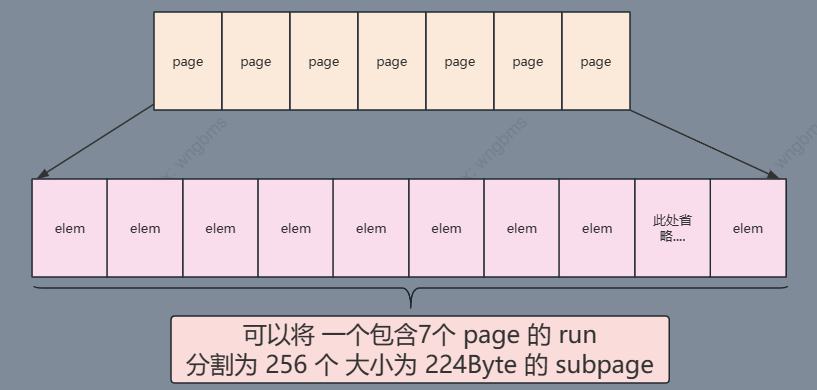 page page page page page page page
wngbms wngbms wngbms
elem elem elem elem elem elem elem elem 此处省 elem
略....
可以将 一个包含7个 page 的 run
分割为 256 个 大小为 224Byte 的 subpage